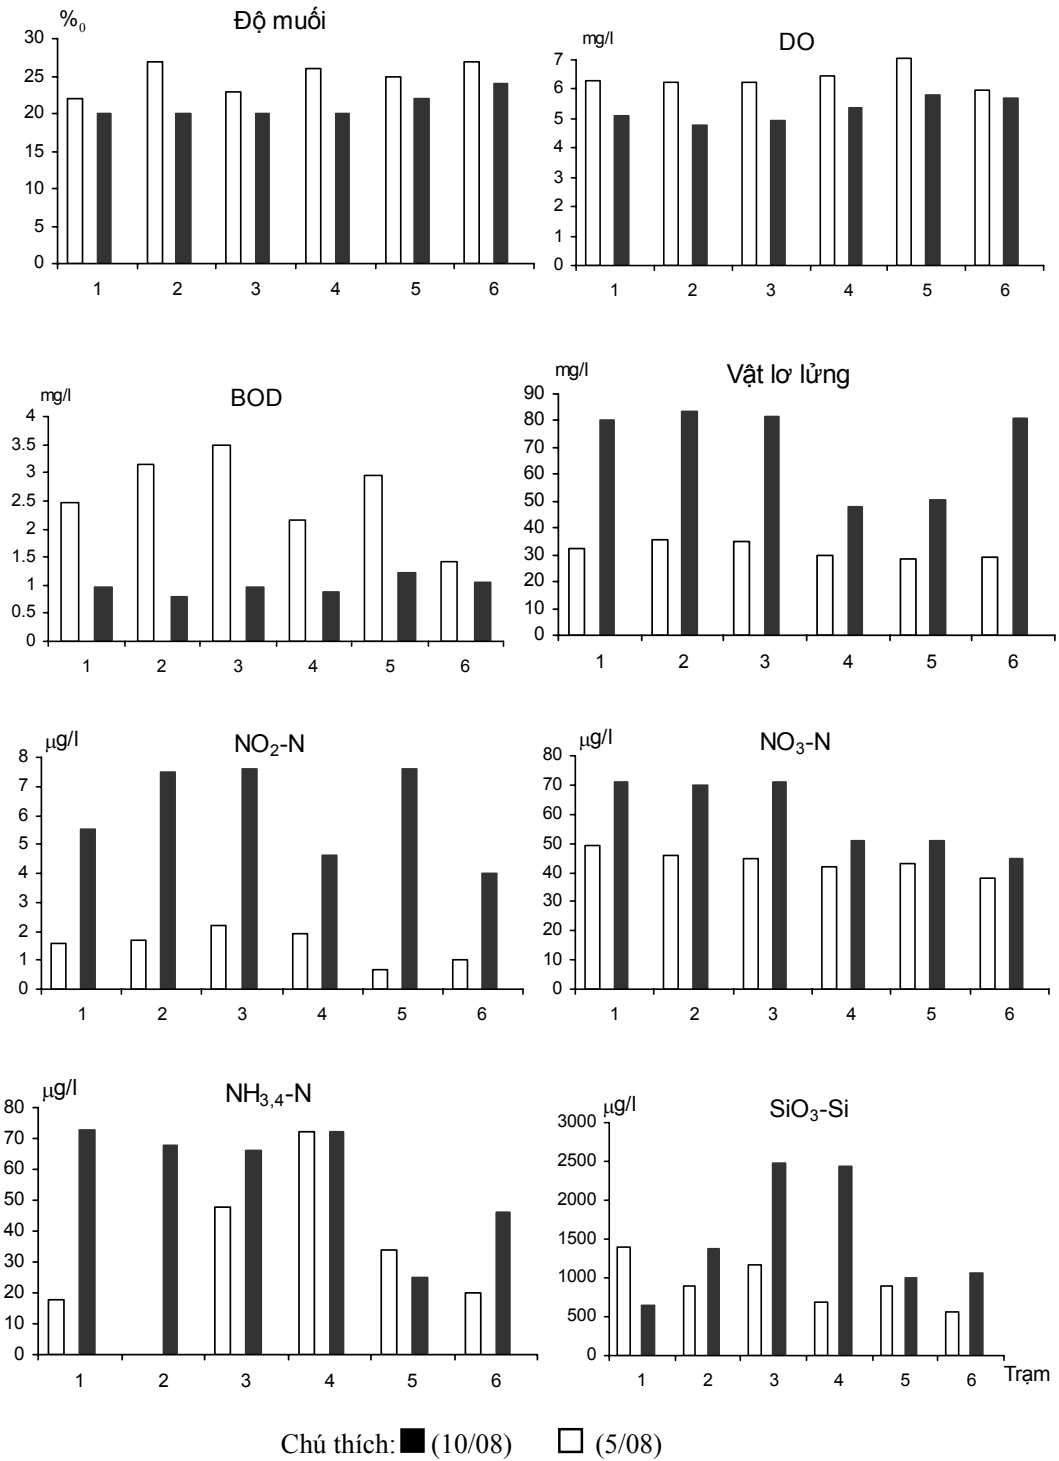 Độ muối
%₀
30
25
20
15
10
5
0
1 2 3 4 5 6
DO
mg/l
7
6
5
4
3
2
1
0
1 2 3 4 5 6
BOD
mg/l
4
3.5
3
2.5
2
1.5
1
0.5
0
1 2 3 4 5 6
Vật lơ lửng
mg/l
90
80
70
60
50
40
30
20
10
0
1 2 3 4 5 6
NO₂-N
µg/l
8
7
6
5
4
3
2
1
0
1 2 3 4 5 6
NO₃-N
µg/l
80
70
60
50
40
30
20
10
0
1 2 3 4 5 6
NH₃,₄-N
µg/l
80
70
60
50
40
30
20
10
0
1 2 3 4 5 6
SiO₃-Si
µg/l
3000
2500
2000
1500
1000
500
0
1 2 3 4 5 6 Trạm
Chú thích: (10/08) (5/08)